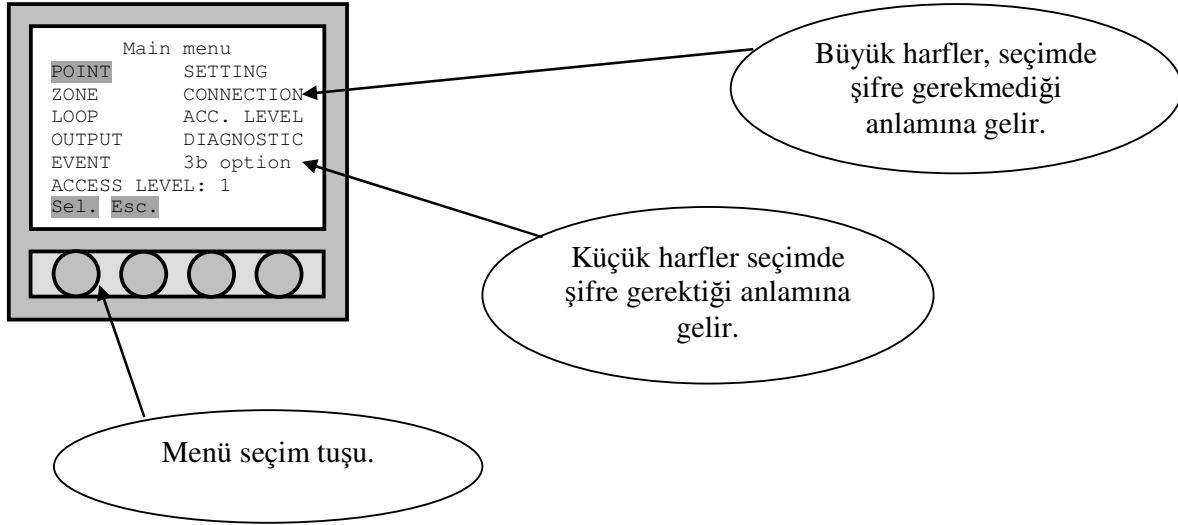 Main menu
POINT SETTING
ZONE CONNECTION
LOOP ACC. LEVEL
OUTPUT DIAGNOSTIC
EVENT 3b option
ACCESS LEVEL: 1
Sel. Esc.
Büyük harfler, seçimde
şifre gerekmediği
anlamına gelir.
Küçük harfler seçimde
şifre gerektiği anlamına
gelir.
Menü seçim tuşu.